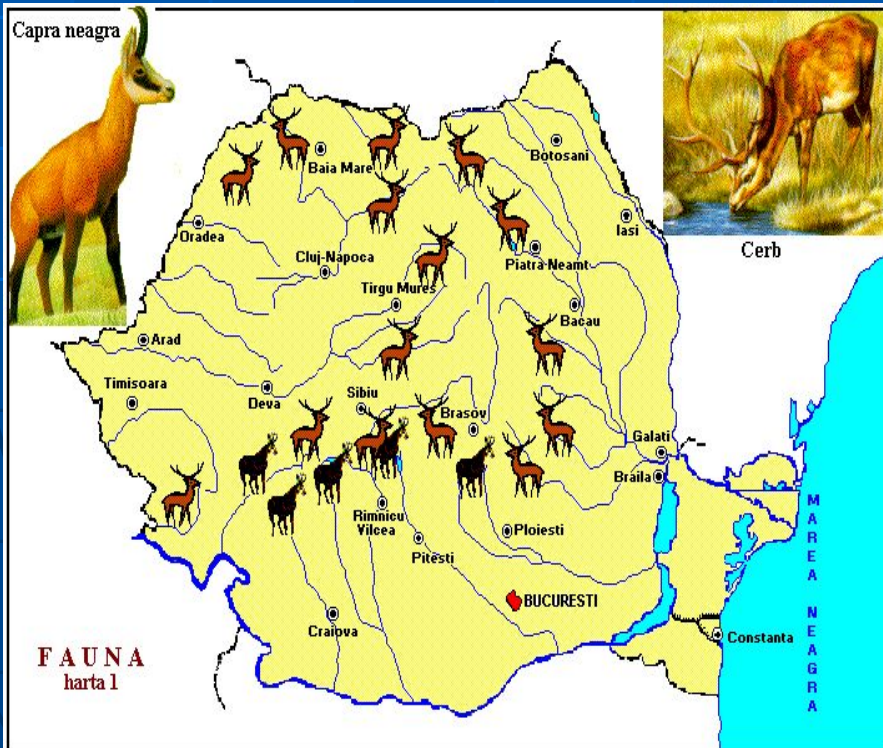 Capra neagra
Cerb
Botosani
Baia Mare
Iasi
Oradea
Piatra Neamt
Cluj-Napoca
Tirgu Mures
Bacau
Arad
Timisoara
Deva
Sibiu
Brasov
Galati
Braila
Rimnicu
Vilcea
Ploiesti
Pitesti
BUCURESTI
Craiova
Constanta
MAREA NEAGRA
FAUNA
harta 1